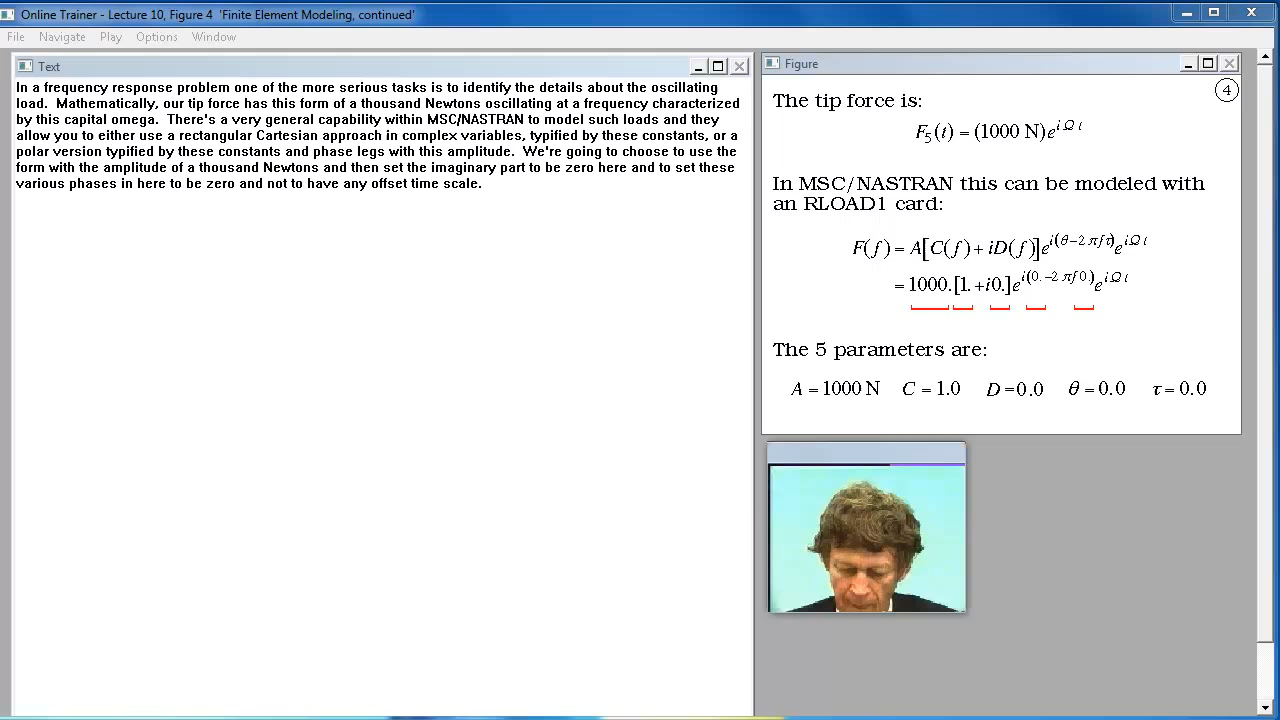 Online Trainer - Lecture 10, Figure 4 'Finite Element Modeling, continued'
File Navigate Play Options Window
Text
In a frequency response problem one of the more serious tasks is to identify the details about the oscillating
load. Mathematically, our tip force has this form of a thousand Newtons oscillating at a frequency characterized
by this capital omega. There's a very general capability within MSC/NASTRAN to model such loads and they
allow you to either use a rectangular Cartesian approach in complex variables, typified by these constants, or a
polar version typified by these constants and phase legs with this amplitude. We're going to choose to use the
form with the amplitude of a thousand Newtons and then set the imaginary part to be zero here and to set these
various phases in here to be zero and not to have any offset time scale.
Figure
4
The tip force is:
F₅(t) = (1000 N)e^{iΩt}
In MSC/NASTRAN this can be modeled with
an RLOAD1 card:
F(f) = A[C(f) + iD(f)]e^{i(θ−2πfτ)}e^{iΩt}
= 1000.[1. +i0.]e^{i(0.−2πf0.)}e^{iΩt}
The 5 parameters are:
A = 1000 N C = 1.0 D = 0.0 θ = 0.0 τ = 0.0